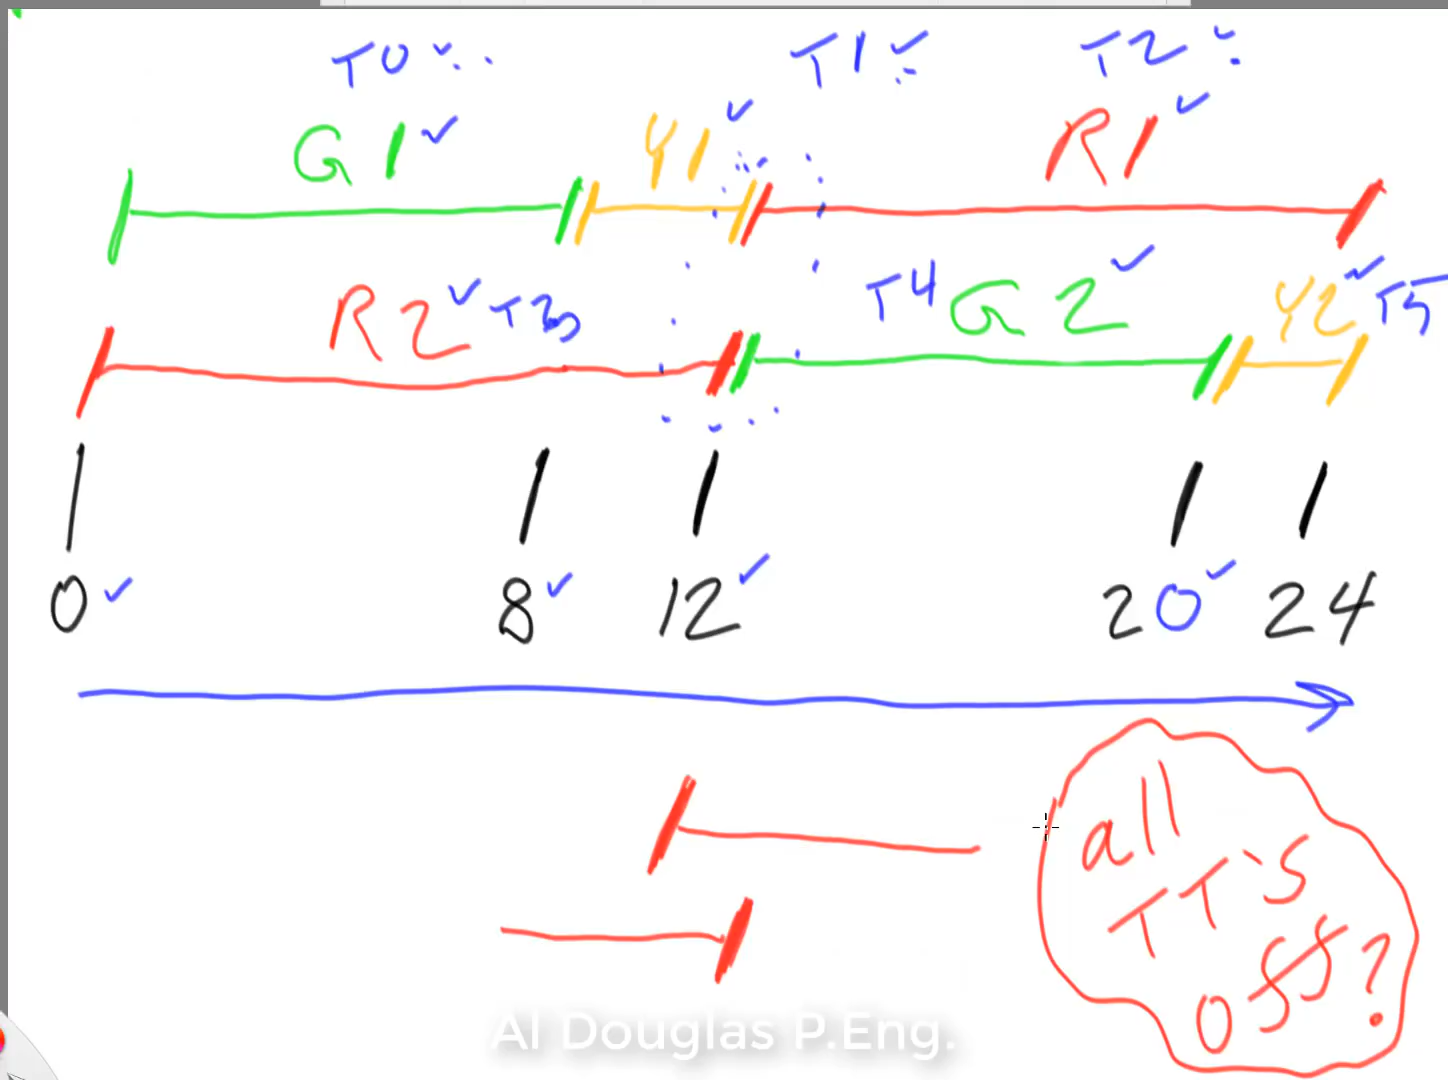 T0 T1 T2
G1 Y1 R1
R2 T3 T4 G2 Y2 T5
0 8 12 20 24
all
TT's
off?
Al Douglas P.Eng.